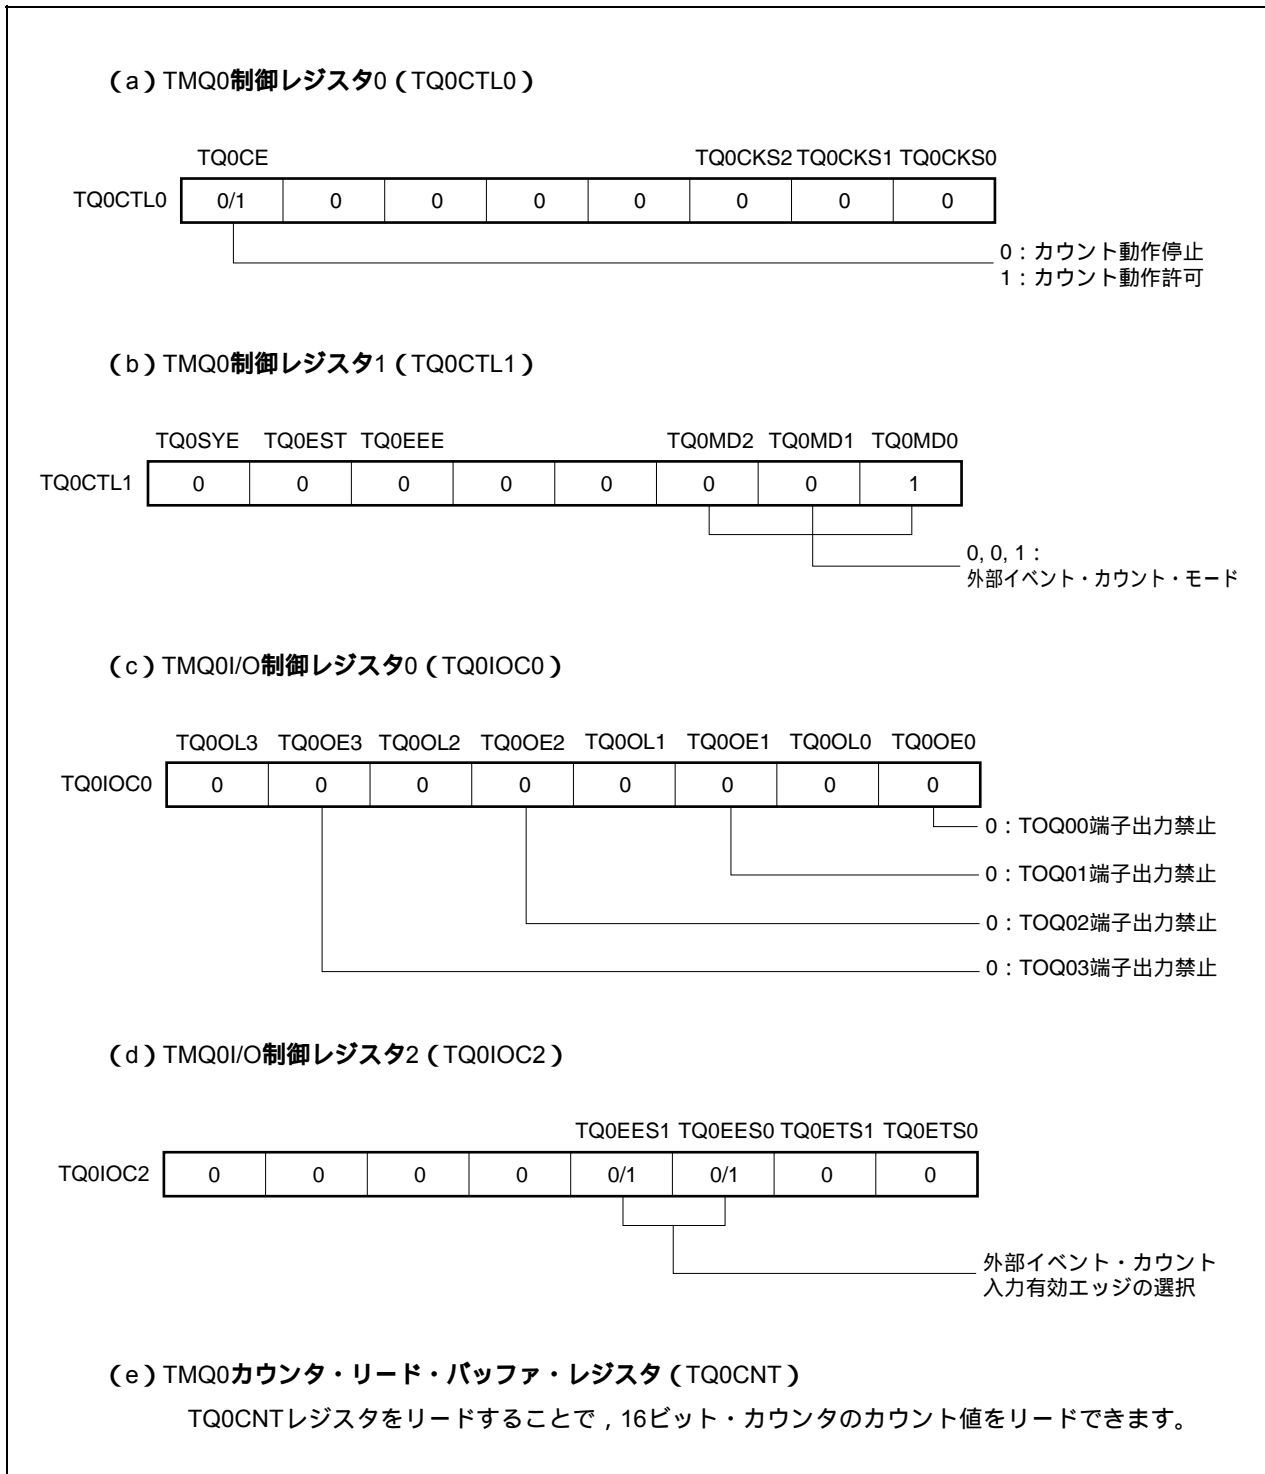 （a）TMQ0制御レジスタ0（TQ0CTL0）
TQ0CE TQ0CKS2 TQ0CKS1 TQ0CKS0
TQ0CTL0 0/1 0 0 0 0 0 0 0
0：カウント動作停止
1：カウント動作許可
（b）TMQ0制御レジスタ1（TQ0CTL1）
TQ0SYE TQ0EST TQ0EEE TQ0MD2 TQ0MD1 TQ0MD0
TQ0CTL1 0 0 0 0 0 0 0 1
0, 0, 1：
外部イベント・カウント・モード
（c）TMQ0I/O制御レジスタ0（TQ0IOC0）
TQ0OL3 TQ0OE3 TQ0OL2 TQ0OE2 TQ0OL1 TQ0OE1 TQ0OL0 TQ0OE0
TQ0IOC0 0 0 0 0 0 0 0 0
0：TOQ00端子出力禁止
0：TOQ01端子出力禁止
0：TOQ02端子出力禁止
0：TOQ03端子出力禁止
（d）TMQ0I/O制御レジスタ2（TQ0IOC2）
TQ0EES1 TQ0EES0 TQ0ETS1 TQ0ETS0
TQ0IOC2 0 0 0 0 0/1 0/1 0 0
外部イベント・カウント
入力有効エッジの選択
（e）TMQ0カウンタ・リード・バッファ・レジスタ（TQ0CNT）
TQ0CNTレジスタをリードすることで，16ビット・カウンタのカウント値をリードできます。